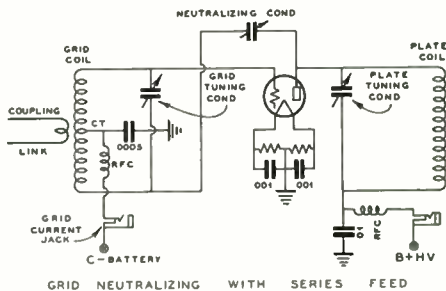 NEUTRALIZING COND
GRID
COIL
PLATE
COIL
GRID
TUNING
COND
PLATE
TUNING
COND
COUPLING
LINK
CT
.0005
RFC
.001
.001
GRID
CURRENT
JACK
C-BATTERY
.01
RFC
B+HV
GRID NEUTRALIZING WITH SERIES FEED